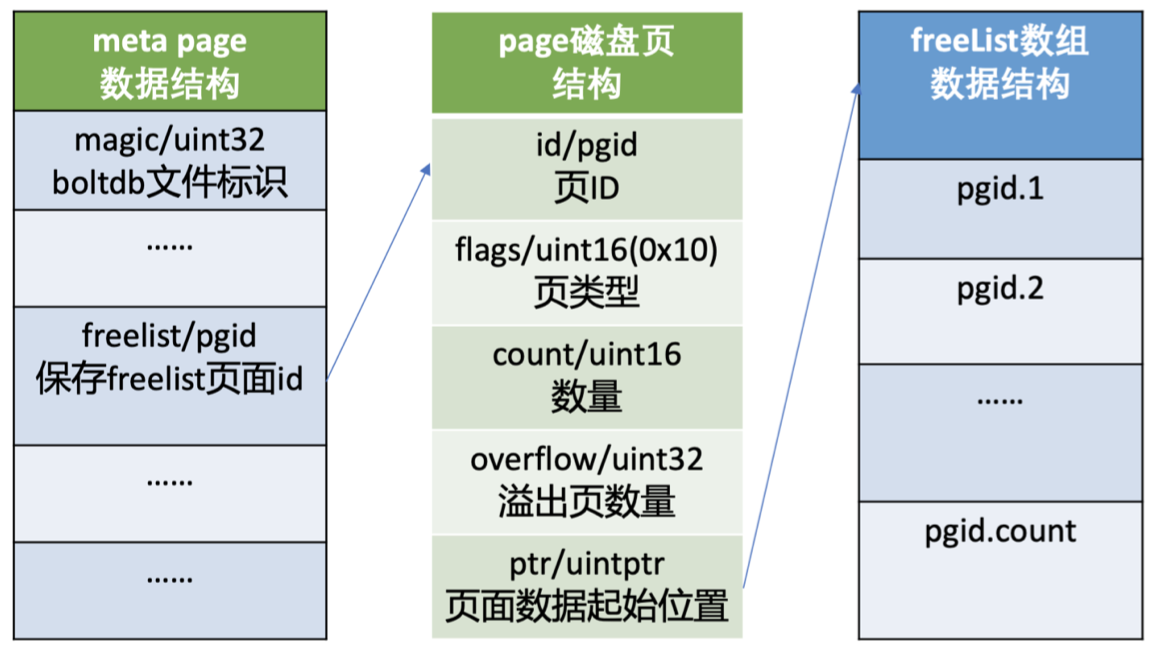 meta page
数据结构
magic/uint32
boltdb文件标识
......
freelist/pgid
保存freelist页面id
......
......
page磁盘页
结构
id/pgid
页ID
flags/uint16(0x10)
页类型
count/uint16
数量
overflow/uint32
溢出页数量
ptr/uintptr
页面数据起始位置
freeList数组
数据结构
pgid.1
pgid.2
......
pgid.count